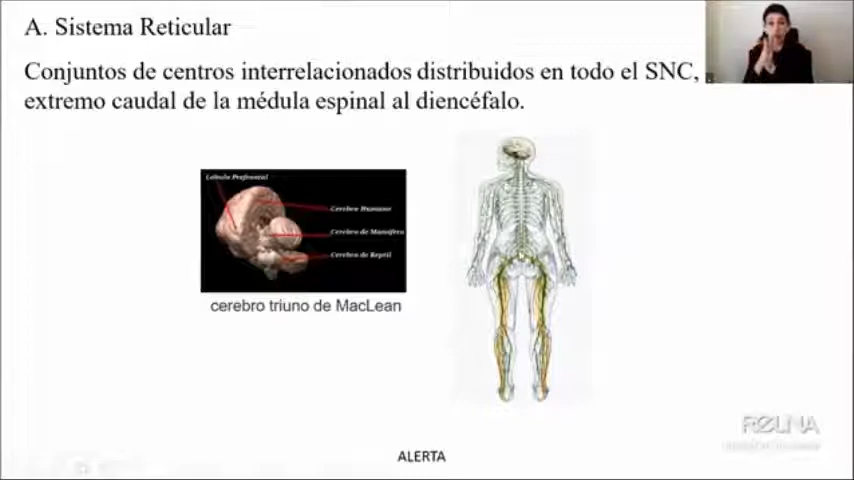 A. Sistema Reticular
Conjuntos de centros interrelacionados distribuidos en todo el SNC,
extremo caudal de la médula espinal al diencéfalo.
Lóbulo Prefrontal
Cerebro Humano
Cerebro de Mamífero
Cerebro de Reptil
cerebro triuno de MacLean
ALERTA